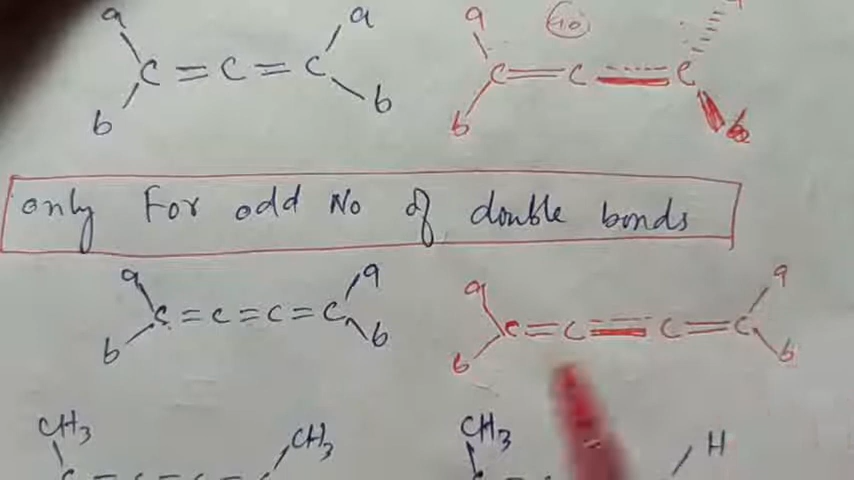 a a a
C = C = C C = C = C
b b b b
only For odd No of double bonds
a a a a
C = C = C = C C = C = C = C
b b b b
CH3 CH3 CH3 H